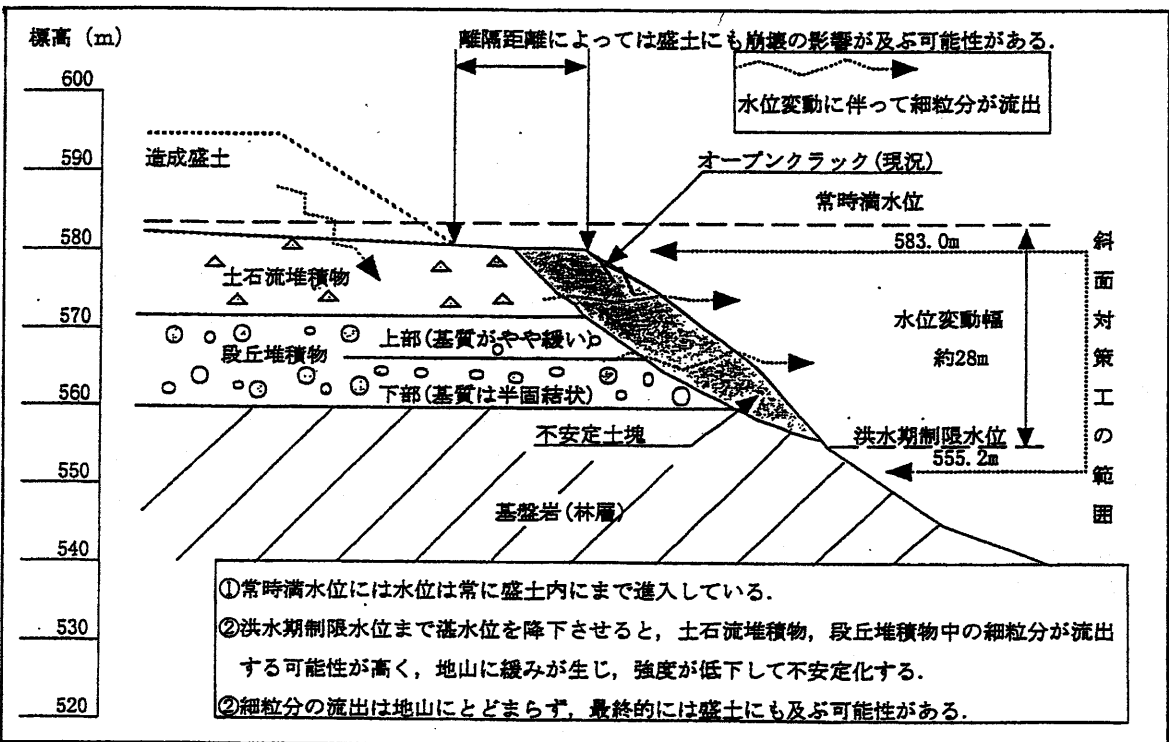 標高（m）
離隔距離によっては盛土にも崩壊の影響が及ぶ可能性がある．
600
水位変動に伴って細粒分が流出
590
造成盛土
オープンクラック(現況)
常時満水位
580
583.0m
斜面対策工の範囲
土石流堆積物
570
上部(基質がやや緩い)
水位変動幅
段丘堆積物
約28m
560
下部(基質は半固結状)
不安定土塊
洪水期制限水位
555.2m
550
基盤岩(林層)
540
①常時満水位には水位は常に盛土内にまで進入している．
530
②洪水期制限水位まで湛水位を降下させると，土石流堆積物，段丘堆積物中の細粒分が流出
する可能性が高く，地山に緩みが生じ，強度が低下して不安定化する．
②細粒分の流出は地山にとどまらず，最終的には盛土にも及ぶ可能性がある．
520